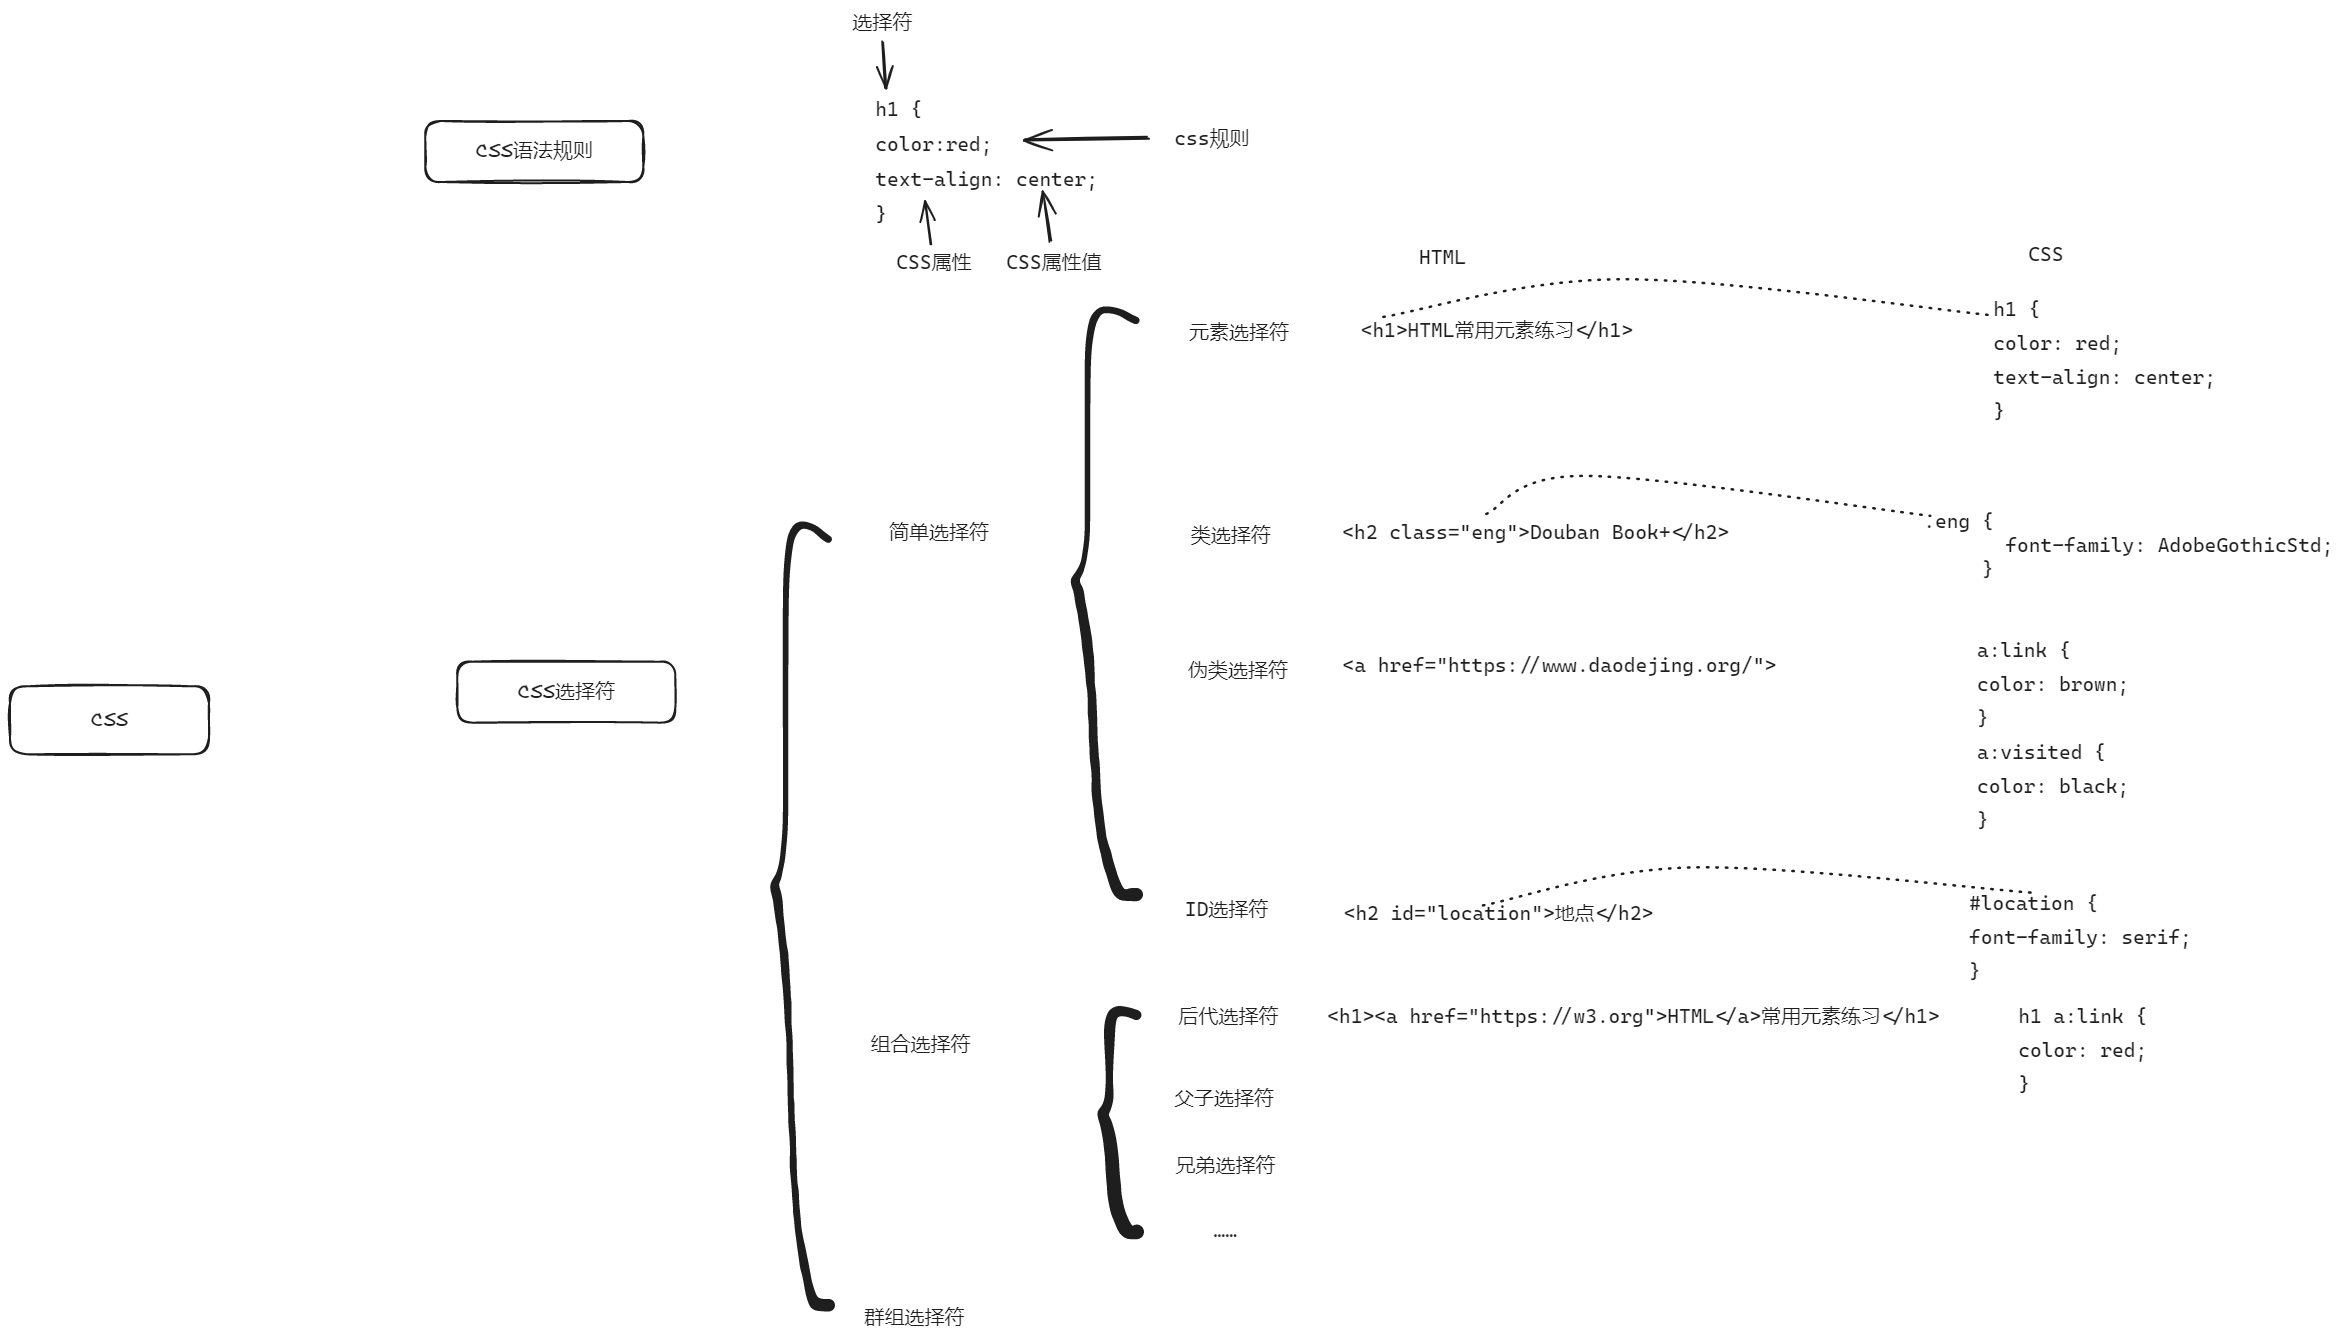 选择符
h1 {
color:red;
text-align: center;
}
css规则
CSS属性
CSS属性值
CSS语法规则
HTML
CSS
元素选择符
<h1>HTML常用元素练习</h1>
h1 {
color: red;
text-align: center;
}
简单选择符
类选择符
<h2 class="eng">Douban Book+</h2>
.eng {
font-family: AdobeGothicStd;
}
伪类选择符
<a href="https://www.daodejing.org/">
a:link {
color: brown;
}
a:visited {
color: black;
}
CSS选择符
CSS
ID选择符
<h2 id="location">地点</h2>
#location {
font-family: serif;
}
组合选择符
后代选择符
<h1><a href="https://w3.org">HTML</a>常用元素练习</h1>
h1 a:link {
color: red;
}
父子选择符
兄弟选择符
……
群组选择符